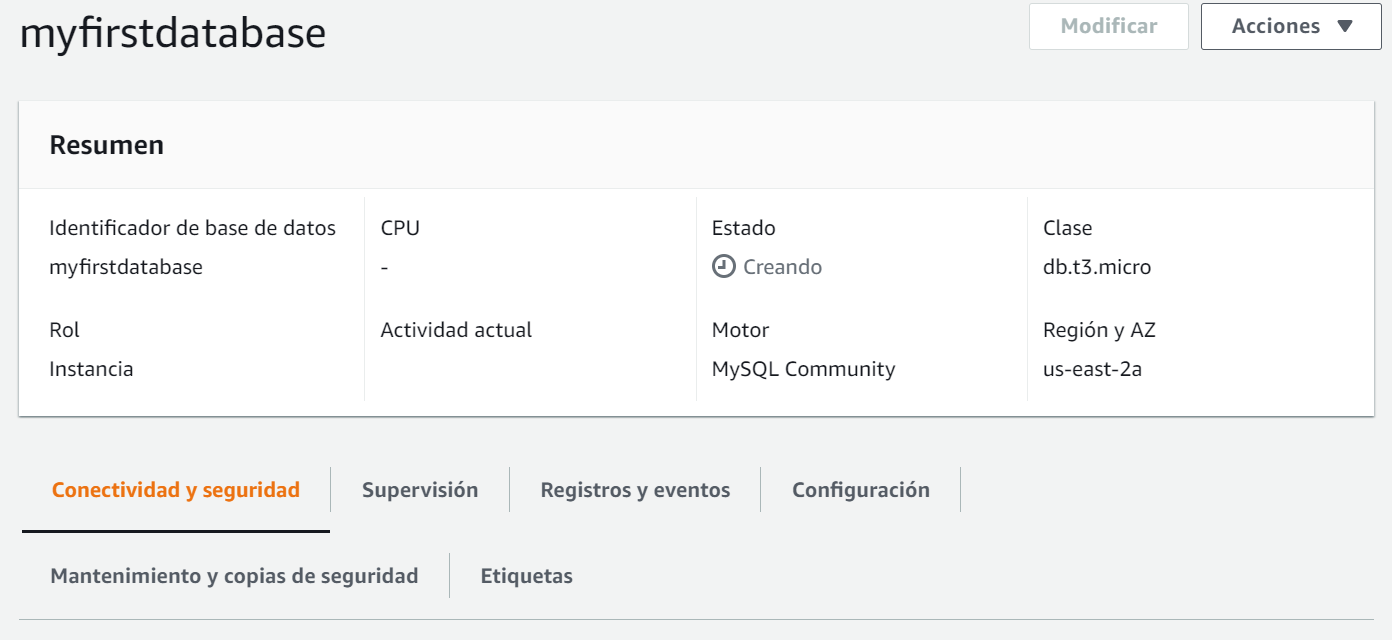 myfirstdatabase
Modificar
Acciones
Resumen
Identificador de base de datos
myfirstdatabase
CPU
-
Estado
Creando
Clase
db.t3.micro
Rol
Instancia
Actividad actual
Motor
MySQL Community
Región y AZ
us-east-2a
Conectividad y seguridad
Supervisión
Registros y eventos
Configuración
Mantenimiento y copias de seguridad
Etiquetas